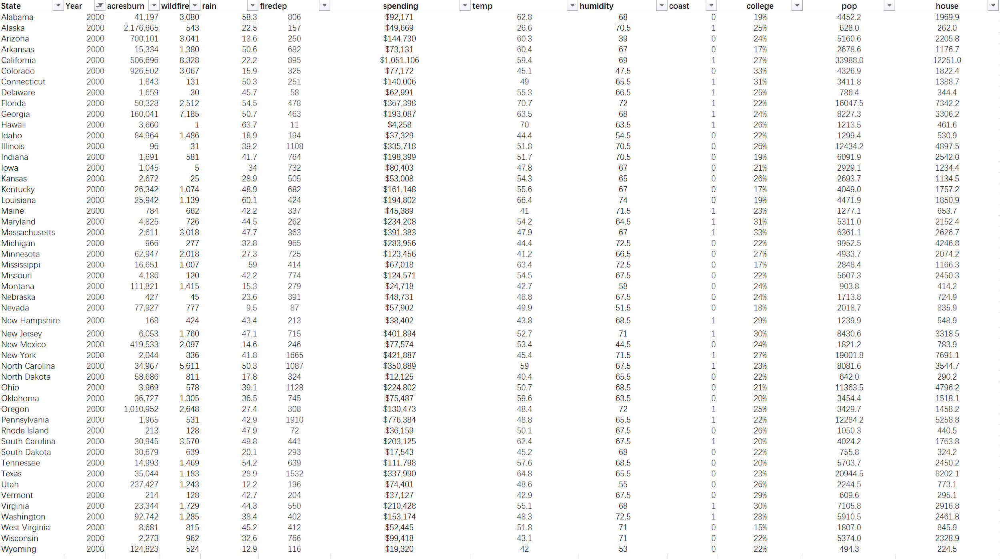 State Year acresburn wildfire rain firedep spending temp humidity coast college pop house
Alabama 2000 41,197 3,080 58.3 806 $92,171 62.8 68 0 19% 4452.2 1969.9
Alaska 2000 2,176,665 543 22.5 157 $49,669 26.6 70.5 1 25% 628.0 262.0
Arizona 2000 700,101 3,041 13.6 250 $144,730 60.3 39 0 24% 5160.6 2205.8
Arkansas 2000 15,334 1,380 50.6 682 $73,131 60.4 67 0 17% 2678.6 1176.7
California 2000 506,696 8,328 22.2 895 $1,051,106 59.4 69 1 27% 33988.0 12251.0
Colorado 2000 926,502 3,067 15.9 325 $77,172 45.1 47.5 0 33% 4326.9 1822.4
Connecticut 2000 1,843 131 50.3 251 $140,006 49 65.5 1 31% 3411.8 1388.7
Delaware 2000 1,659 30 45.7 58 $62,991 55.3 66.5 1 25% 786.4 344.4
Florida 2000 50,328 2,512 54.5 478 $367,398 70.7 72 1 22% 16047.5 7342.2
Georgia 2000 160,041 7,185 50.7 463 $193,087 63.5 68 1 24% 8227.3 3306.2
Hawaii 2000 3,660 1 63.7 11 $4,258 70 63.5 1 26% 1213.5 461.6
Idaho 2000 84,964 1,486 18.9 194 $37,329 44.4 54.5 0 22% 1299.4 530.9
Illinois 2000 96 31 39.2 1108 $335,718 51.8 70.5 0 26% 12434.2 4897.5
Indiana 2000 1,691 581 41.7 764 $198,399 51.7 70.5 0 19% 6091.9 2542.0
Iowa 2000 1,045 5 34 732 $80,403 47.8 67 0 21% 2929.1 1234.4
Kansas 2000 2,672 25 28.9 505 $53,008 54.3 65 0 26% 2693.7 1134.5
Kentucky 2000 26,342 1,074 48.9 682 $161,148 55.6 67 0 17% 4049.0 1757.2
Louisiana 2000 25,942 1,139 60.1 424 $194,802 66.4 74 0 19% 4471.9 1850.9
Maine 2000 784 662 42.2 337 $45,389 41 71.5 1 23% 1277.1 653.7
Maryland 2000 4,825 726 44.5 262 $234,208 54.2 64.5 1 31% 5311.0 2152.4
Massachusetts 2000 2,611 3,018 47.7 363 $391,383 47.9 67 1 33% 6361.1 2626.7
Michigan 2000 966 277 32.8 965 $283,956 44.4 72.5 0 22% 9952.5 4246.8
Minnesota 2000 62,947 2,018 27.3 725 $123,456 41.2 66.5 0 27% 4933.7 2074.2
Mississippi 2000 16,651 1,007 59 414 $67,018 63.4 72.5 0 17% 2848.4 1166.3
Missouri 2000 4,186 120 42.2 774 $124,571 54.5 67.5 0 22% 5607.3 2450.3
Montana 2000 111,821 1,415 15.3 279 $24,718 42.7 58 0 24% 903.8 414.2
Nebraska 2000 427 45 23.6 391 $48,731 48.8 67.5 0 24% 1713.8 724.9
Nevada 2000 77,927 777 9.5 87 $57,902 49.9 51.5 0 18% 2018.7 835.9
New Hampshire 2000 168 424 43.4 213 $38,402 43.8 68.5 1 29% 1239.9 548.9
New Jersey 2000 6,053 1,760 47.1 715 $401,894 52.7 71 1 30% 8430.6 3318.5
New Mexico 2000 419,533 2,097 14.6 246 $77,574 53.4 44.5 0 24% 1821.2 783.9
New York 2000 2,044 336 41.8 1665 $421,887 45.4 71.5 1 27% 19001.8 7691.1
North Carolina 2000 34,967 5,611 50.3 1087 $350,889 59 67.5 1 23% 8081.6 3544.7
North Dakota 2000 58,686 811 17.8 324 $12,125 40.4 65.5 0 22% 642.0 290.2
Ohio 2000 3,969 578 39.1 1128 $224,802 50.7 68.5 0 21% 11363.5 4796.2
Oklahoma 2000 36,727 1,305 36.5 745 $75,487 59.6 63.5 0 20% 3454.4 1518.1
Oregon 2000 1,010,952 2,648 27.4 308 $130,473 48.4 72 1 25% 3429.7 1458.2
Pennsylvania 2000 1,965 531 42.9 1910 $776,384 48.8 65.5 1 22% 12284.2 5258.8
Rhode Island 2000 213 128 47.9 72 $36,159 50.1 67.5 0 26% 1050.3 440.5
South Carolina 2000 30,945 3,570 49.8 441 $203,125 62.4 67.5 1 20% 4024.2 1763.8
South Dakota 2000 30,679 639 20.1 293 $17,543 45.2 68 0 22% 755.8 324.2
Tennessee 2000 14,993 1,469 54.2 639 $111,798 57.6 68.5 0 20% 5703.7 2450.2
Texas 2000 35,044 1,183 28.9 1532 $337,990 64.8 65.5 0 23% 20944.5 8202.1
Utah 2000 237,427 1,243 12.2 196 $74,401 48.6 55 0 26% 2244.5 773.1
Vermont 2000 214 128 42.7 204 $37,127 42.9 67.5 0 29% 609.6 295.1
Virginia 2000 23,344 1,729 44.3 550 $210,428 55.1 68 1 30% 7105.8 2916.8
Washington 2000 92,742 1,285 38.4 402 $153,174 48.3 72.5 1 28% 5910.5 2461.8
West Virginia 2000 8,681 815 45.2 412 $52,445 51.8 71 0 15% 1807.0 845.9
Wisconsin 2000 2,273 962 32.6 766 $99,418 43.1 71 0 22% 5374.0 2328.9
Wyoming 2000 124,823 524 12.9 116 $19,320 42 53 0 22% 494.3 224.5